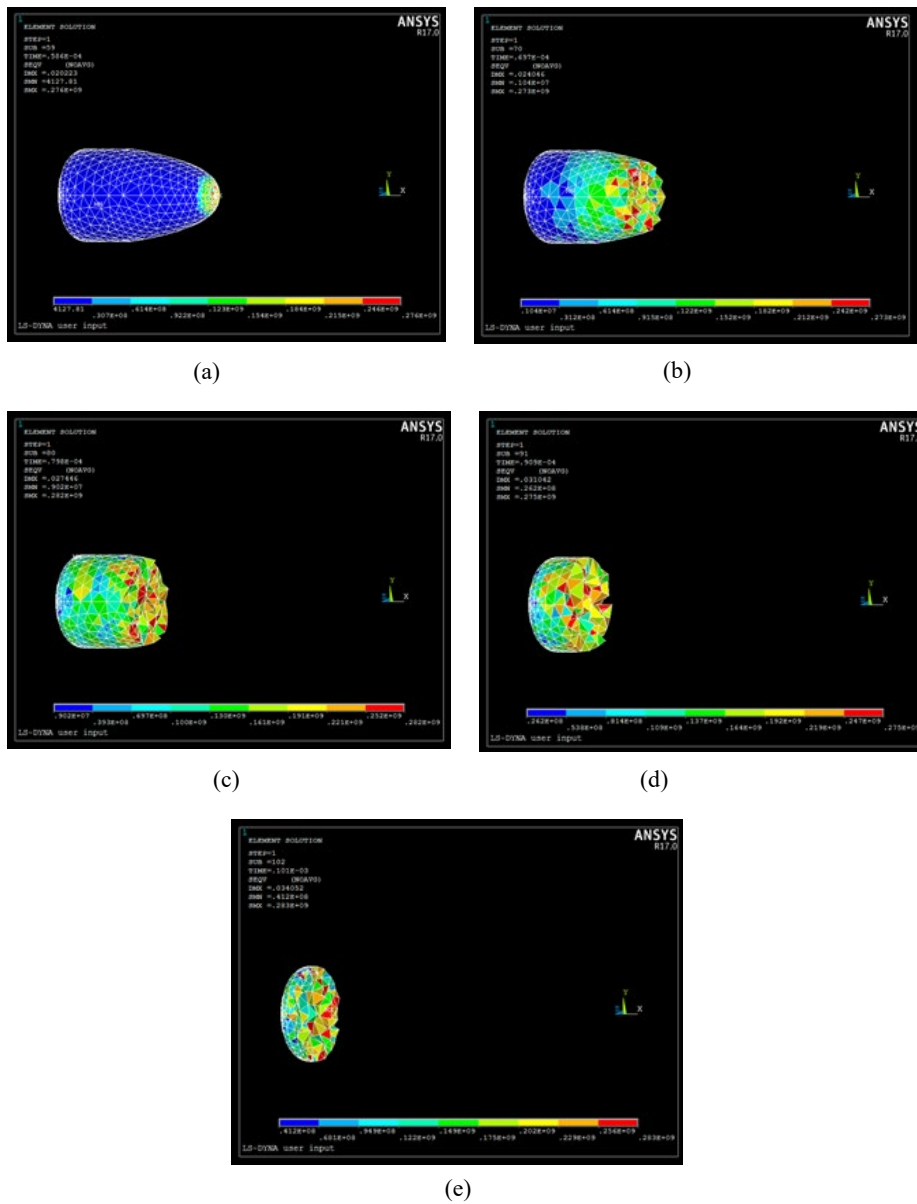 1
ELEMENT SOLUTION
STEP=1
SUB =59
TIME=.586E-04
SEQV (NOAVG)
DMX =.020223
SMN =4127.81
SMX =.276E+09
ANSYS
R17.0
Y
X
4127.81 .614E+08 .123E+09 .184E+09 .246E+09
.307E+08 .922E+08 .154E+09 .215E+09 .276E+09
LS-DYNA user input
(a)
1
ELEMENT SOLUTION
STEP=1
SUB =70
TIME=.697E-04
SEQV (NOAVG)
DMX =.024046
SMN =.104E+07
SMX =.273E+09
ANSYS
R17.0
Y
X
.104E+07 .614E+08 .122E+09 .182E+09 .242E+09
.312E+08 .915E+08 .152E+09 .212E+09 .273E+09
LS-DYNA user input
(b)
1
ELEMENT SOLUTION
STEP=1
SUB =80
TIME=.798E-04
SEQV (NOAVG)
DMX =.027446
SMN =.902E+07
SMX =.282E+09
ANSYS
R17.0
Y
X
.902E+07 .697E+08 .130E+09 .191E+09 .252E+09
.393E+08 .100E+09 .161E+09 .221E+09 .282E+09
LS-DYNA user input
(c)
1
ELEMENT SOLUTION
STEP=1
SUB =91
TIME=.909E-04
SEQV (NOAVG)
DMX =.031042
SMN =.262E+08
SMX =.275E+09
ANSYS
R17.0
Y
X
.262E+08 .814E+08 .137E+09 .192E+09 .247E+09
.538E+08 .109E+09 .164E+09 .219E+09 .275E+09
LS-DYNA user input
(d)
1
ELEMENT SOLUTION
STEP=1
SUB =102
TIME=.101E-03
SEQV (NOAVG)
DMX =.034052
SMN =.412E+08
SMX =.283E+09
ANSYS
R17.0
Y
X
.412E+08 .949E+08 .149E+09 .202E+09 .256E+09
.681E+08 .122E+09 .175E+09 .229E+09 .283E+09
LS-DYNA user input
(e)